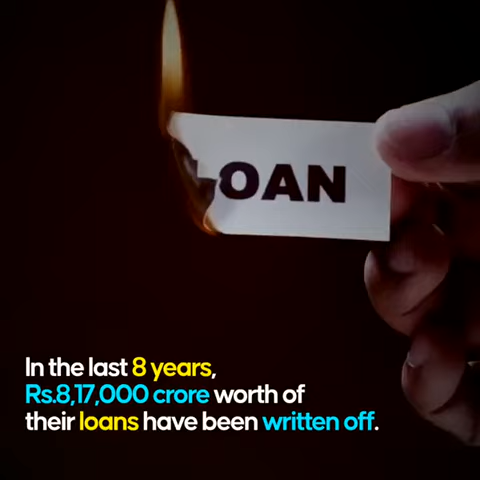 OAN
In the last 8 years,
Rs.8,17,000 crore worth of
their loans have been written off.